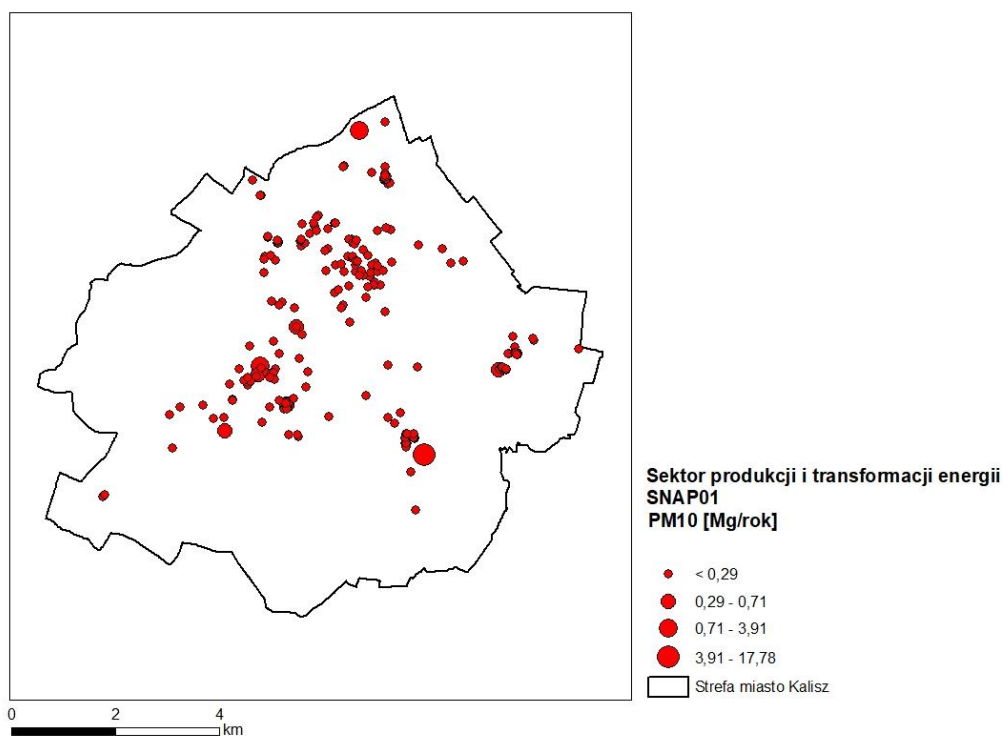 Sektor produkcji i transformacji energii
SNAP01
PM10 [Mg/rok]
< 0,29
0,29 - 0,71
0,71 - 3,91
3,91 - 17,78
Strefa miasto Kalisz
0 2 4
km